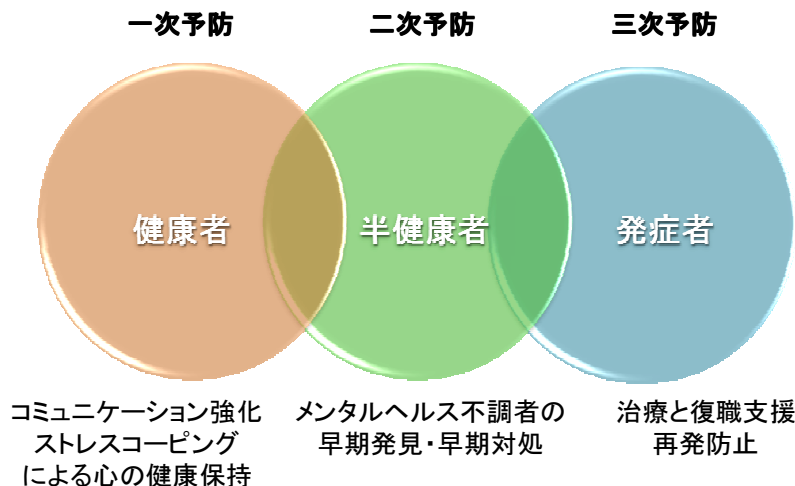 一次予防
二次予防
三次予防
健康者
半健康者
発症者
コミュニケーション強化
ストレスコーピング
による心の健康保持
メンタルヘルス不調者の
早期発見・早期対処
治療と復職支援
再発防止